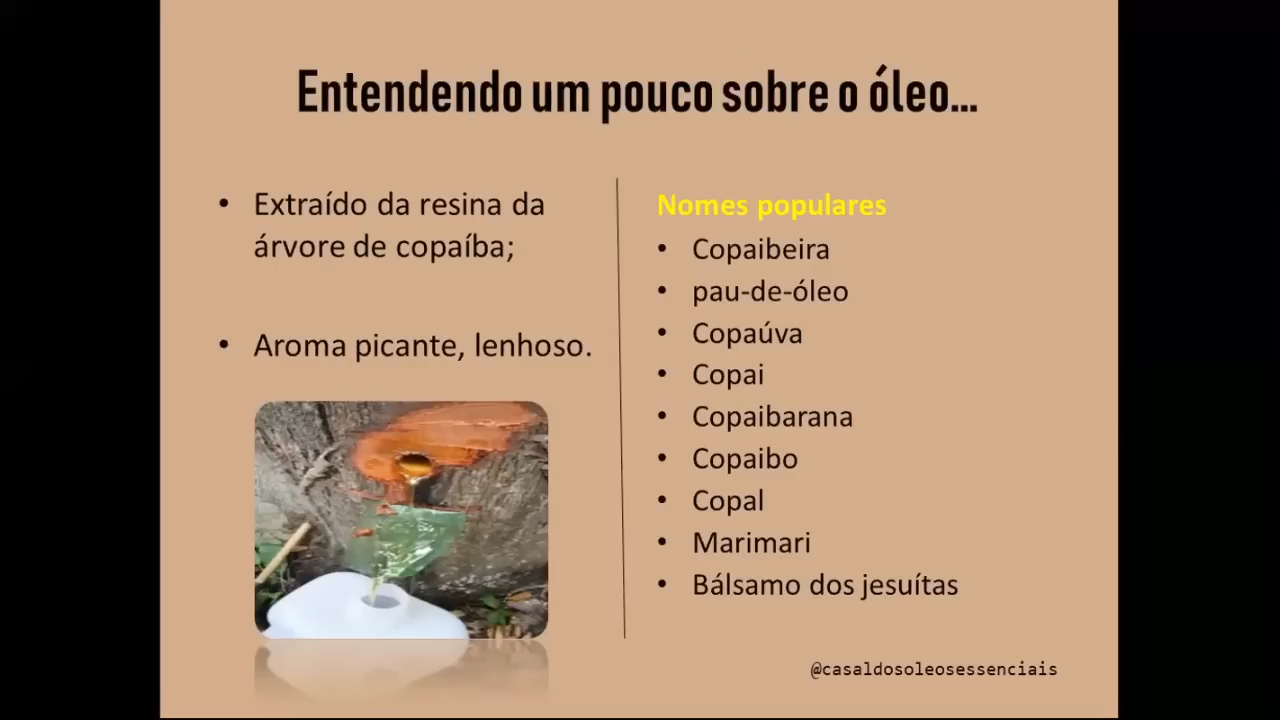 Entendendo um pouco sobre o óleo...
• Extraído da resina da
árvore de copaíba;
• Aroma picante, lenhoso.
Nomes populares
• Copaibeira
• pau-de-óleo
• Copaúva
• Copai
• Copaibarana
• Copaibo
• Copal
• Marimari
• Bálsamo dos jesuítas
@casaldosoleosessenciais